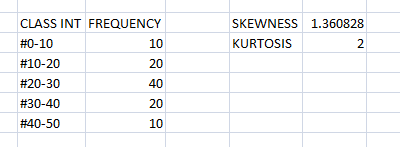 CLASS INT FREQUENCY SKEWNESS 1.360828
#0-10 10 KURTOSIS 2
#10-20 20
#20-30 40
#30-40 20
#40-50 10